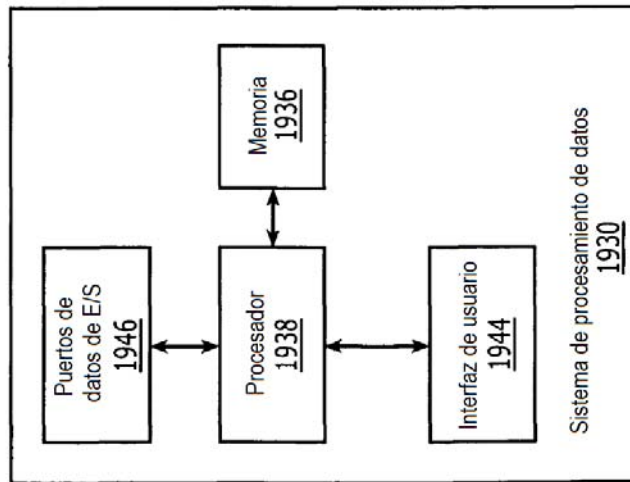 Puertos de
datos de E/S
1946
Procesador
1938
Memoria
1936
Interfaz de usuario
1944
Sistema de procesamiento de datos
1930